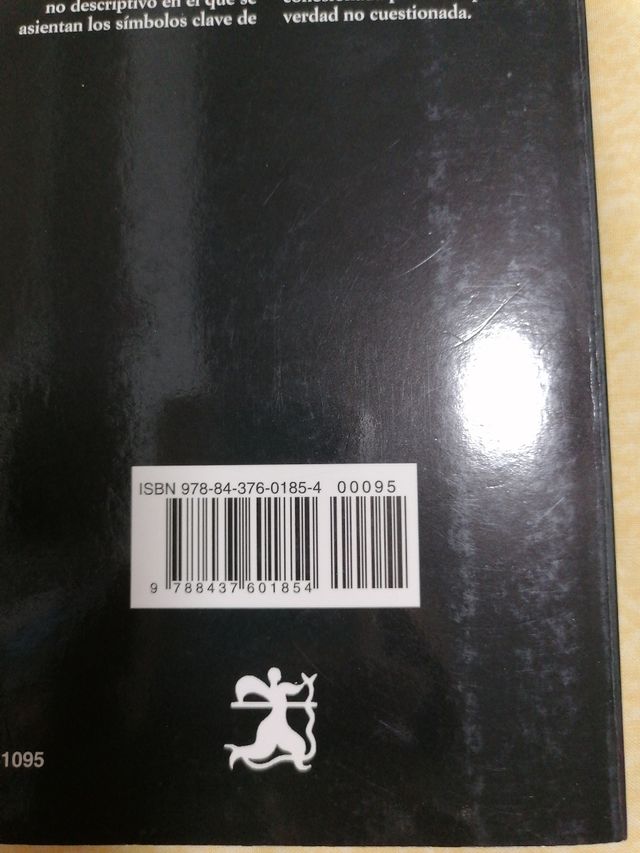 no descriptivo en el que se
asientan los símbolos clave de
verdad no cuestionada.
ISBN 978-84-376-0185-4 00095
9 788437 601854
1095